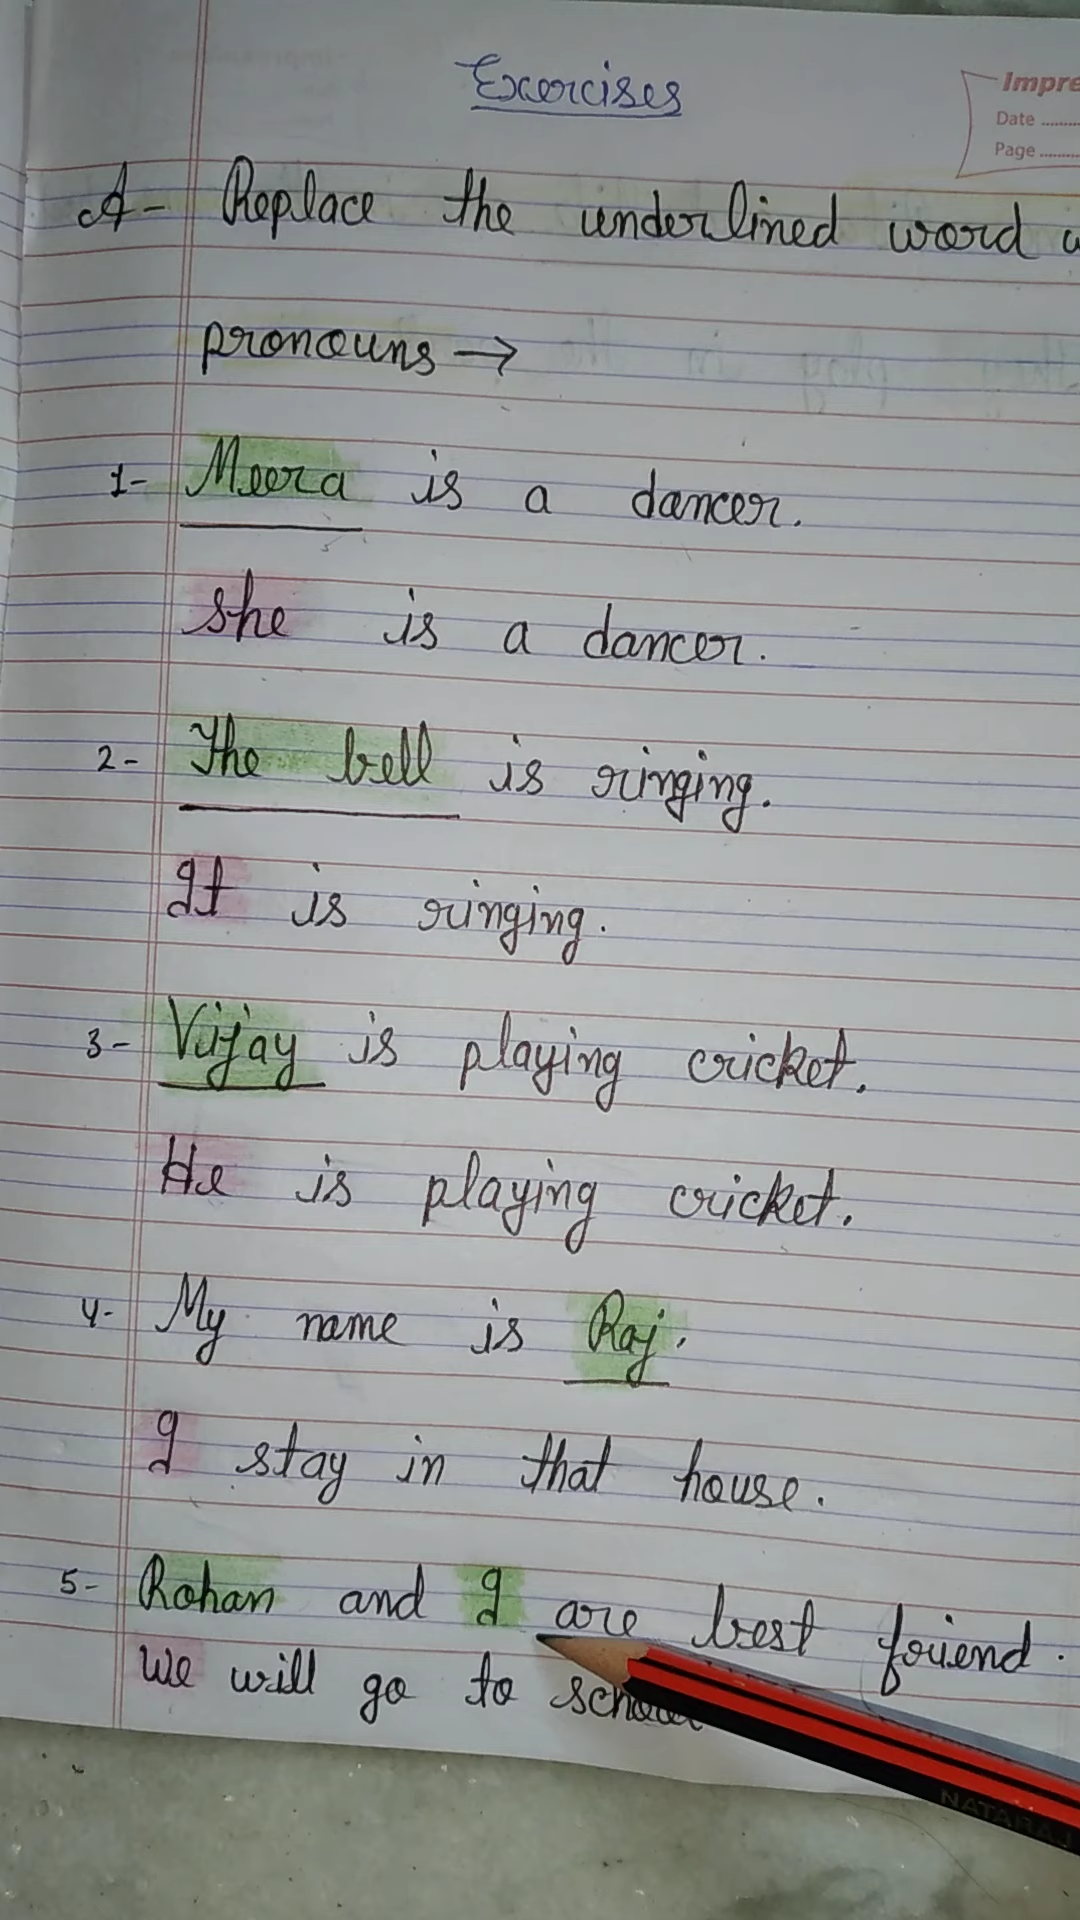 Exercises
Impre
Date ........
Page ........
A- Replace the underlined word
pronouns →
1- Meera is a dancer.
she is a dancer.
2- The bell is ringing.
It is ringing.
3- Vijay is playing cricket.
He is playing cricket.
4- My name is Raj.
I stay in that house.
5- Rohan and I are best friend.
We will go to school
NATARAJ